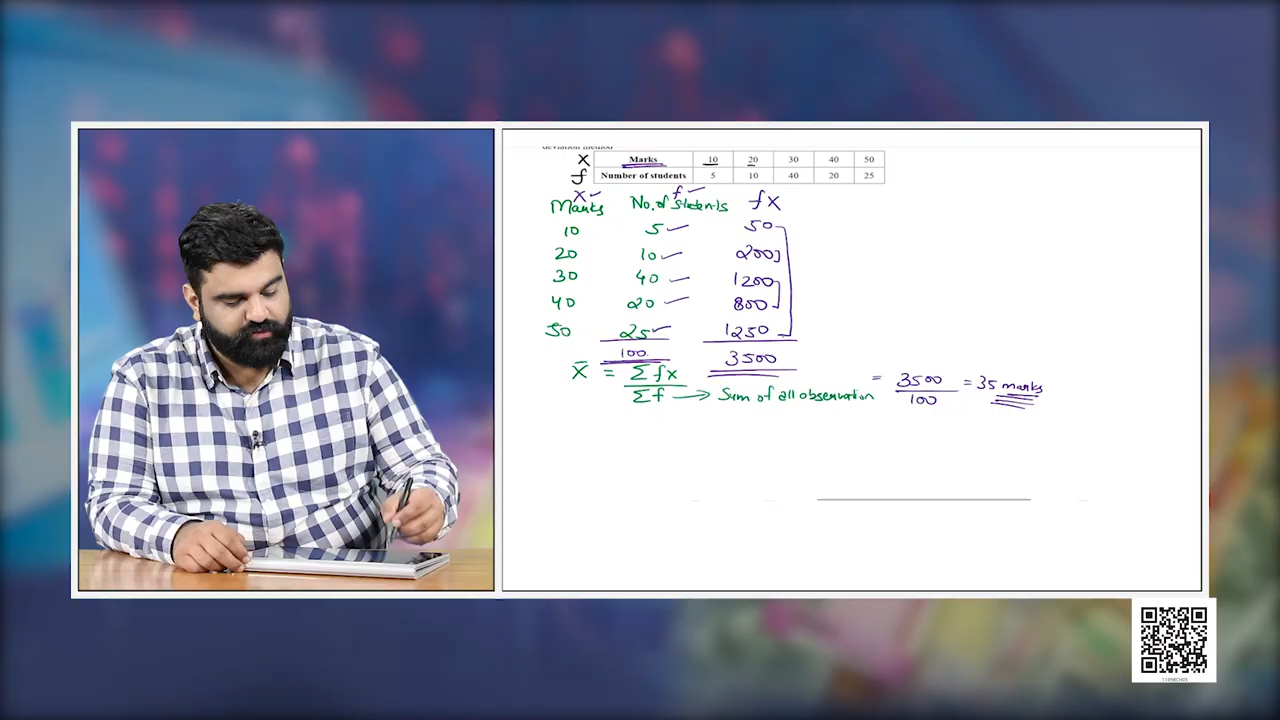 deviation method
X Marks 10 20 30 40 50
f Number of students 5 10 40 20 25
X f
Marks No. of students fX
10 5 50
20 10 200
30 40 1200
40 20 800
50 25 1250
100 3500
X̄ = Σfx / Σf → Sum of all observation = 3500 / 100 = 35 marks